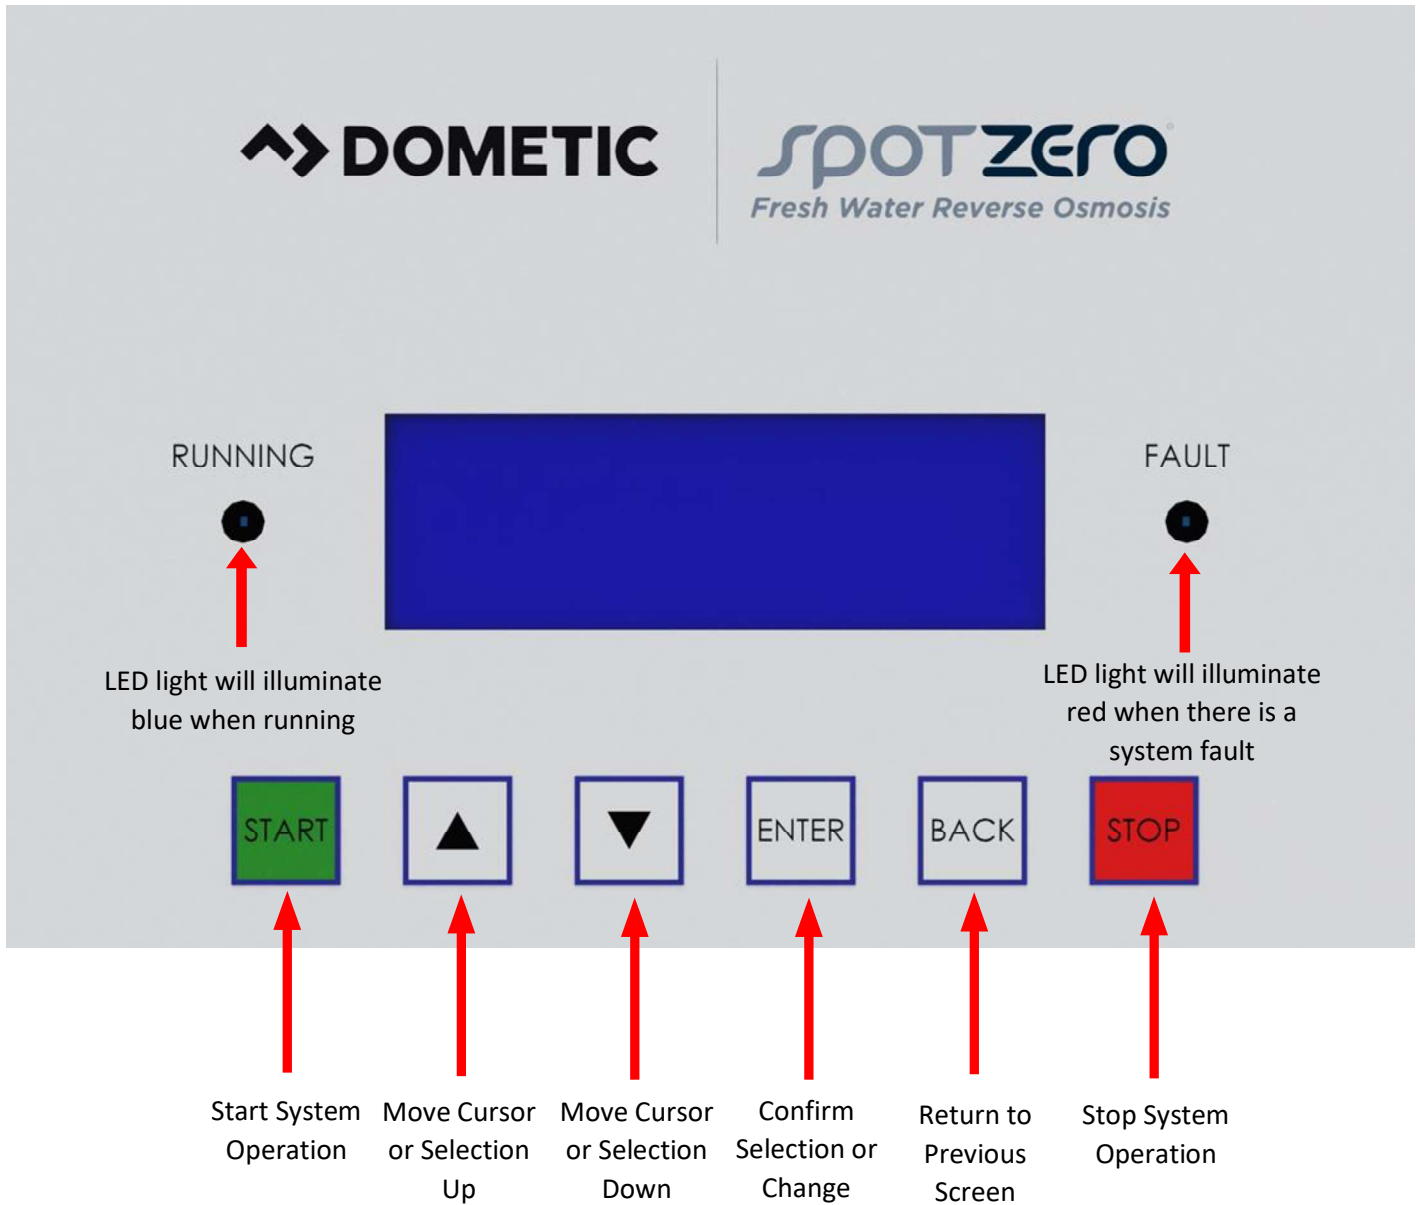 DOMETIC
spotzero
Fresh Water Reverse Osmosis
RUNNING
FAULT
LED light will illuminate
blue when running
LED light will illuminate
red when there is a
system fault
START
▲
▼
ENTER
BACK
STOP
Start System
Operation
Move Cursor
or Selection
Up
Move Cursor
or Selection
Down
Confirm
Selection or
Change
Return to
Previous
Screen
Stop System
Operation